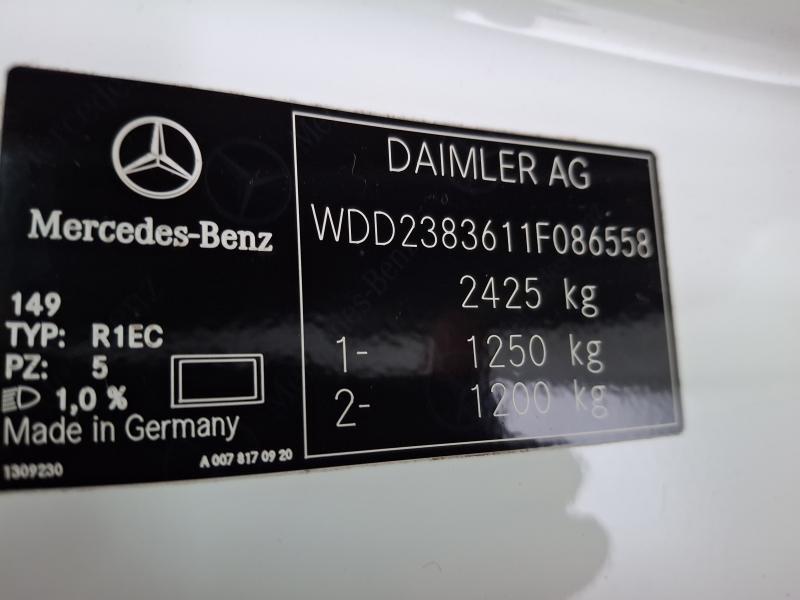 Mercedes-Benz
149
TYP: R1EC
PZ: 5
1,0 %
Made in Germany
1309230
A 007 817 09 20
DAIMLER AG
WDD2383611F086558
2425 kg
1- 1250 kg
2- 1200 kg